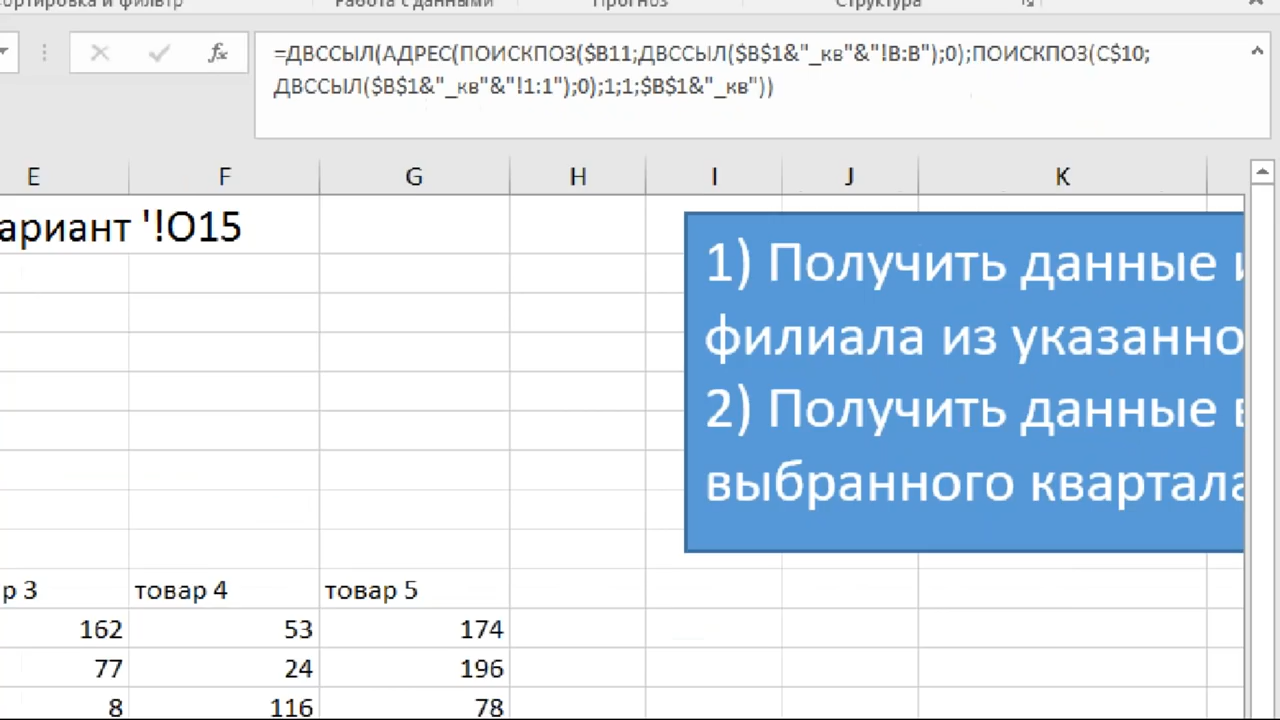 Работа с данными
Прогноз
Структура
fx
=ДВССЫЛ(АДРЕС(ПОИСКПОЗ($B11;ДВССЫЛ($B$1&"_кв"&"!B:B");0);ПОИСКПОЗ(C$10;
ДВССЫЛ($B$1&"_кв"&"!1:1");0);1;1;$B$1&"_кв"))
E F G H I J K
ариант '!O15
1) Получить данные
филиала из указанно
2) Получить данные в
выбранного квартала
р 3 товар 4 товар 5
162 53 174
77 24 196
8 116 78